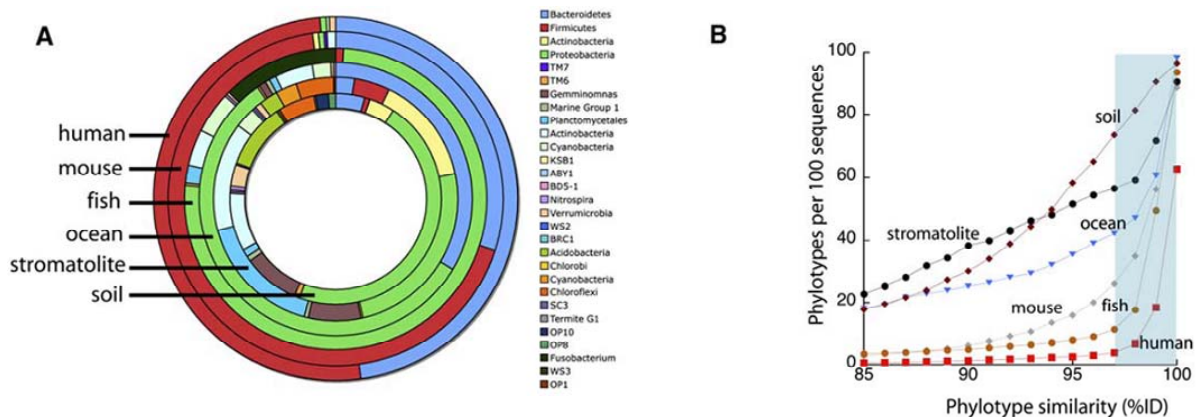 A
human
mouse
fish
ocean
stromatolite
soil
Bacteroidetes
Firmicutes
Actinobacteria
Proteobacteria
TM7
TM6
Gemminomnas
Marine Group 1
Planctomycetales
Actinobacteria
Cyanobacteria
KSB1
ABY1
BD5-1
Nitrospira
Verrumicrobia
WS2
BRC1
Acidobacteria
Chlorobi
Cyanobacteria
Chloroflexi
SC3
Termite G1
OP10
OP8
Fusobacterium
WS3
OP1
B
Phylotypes per 100 sequences
100
80
60
40
20
0
soil
stromatolite
ocean
mouse
fish
human
85
90
95
100
Phylotype similarity (%ID)